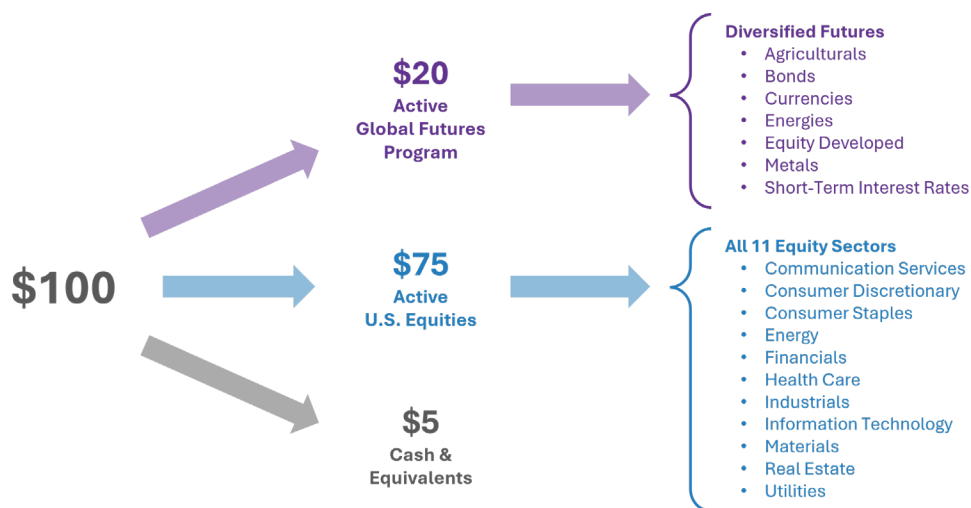 $100
$20
Active
Global Futures
Program
Diversified Futures
• Agriculturals
• Bonds
• Currencies
• Energies
• Equity Developed
• Metals
• Short-Term Interest Rates
$75
Active
U.S. Equities
All 11 Equity Sectors
• Communication Services
• Consumer Discretionary
• Consumer Staples
• Energy
• Financials
• Health Care
• Industrials
• Information Technology
• Materials
• Real Estate
• Utilities
$5
Cash &
Equivalents